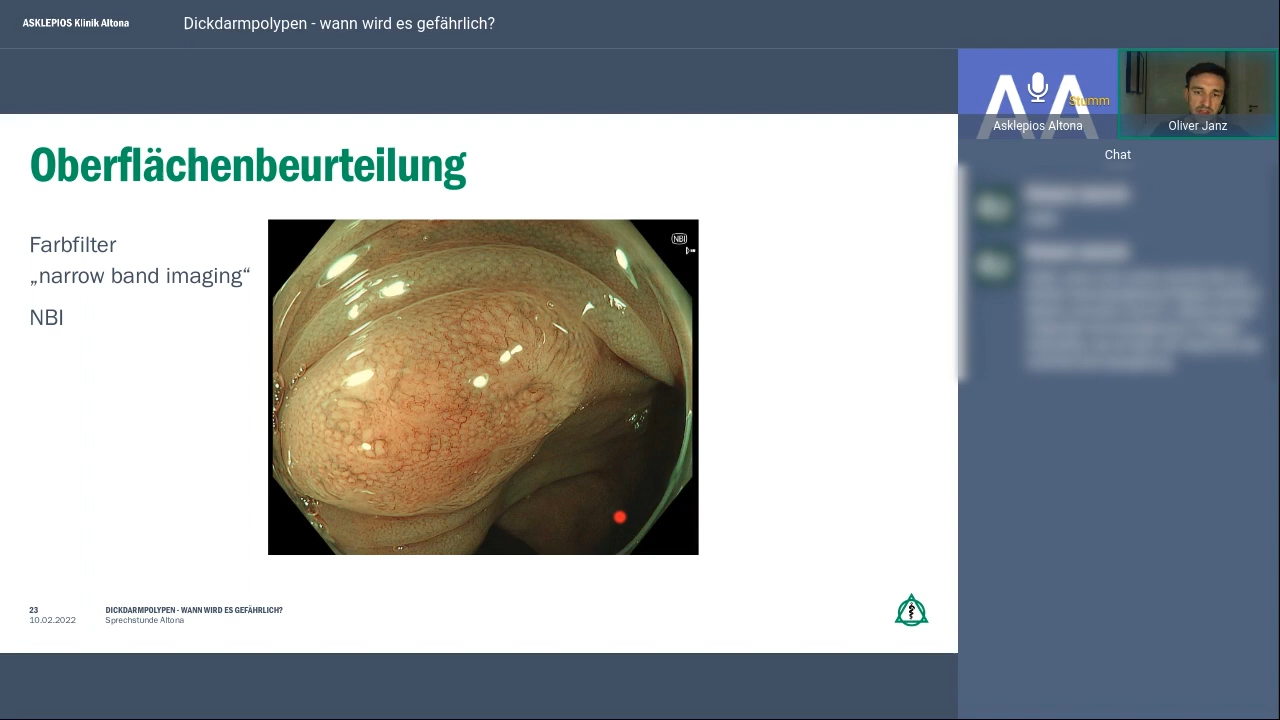 ASKLEPIOS Klinik Altona
Dickdarmpolypen - wann wird es gefährlich?
Stumm
Asklepios Altona
Oliver Janz
Chat
Oberflächenbeurteilung
Farbfilter
„narrow band imaging“
NBI
NBI
23
DICKDARMPOLYPEN - WANN WIRD ES GEFÄHRLICH?
10.02.2022
Sprechstunde Altona